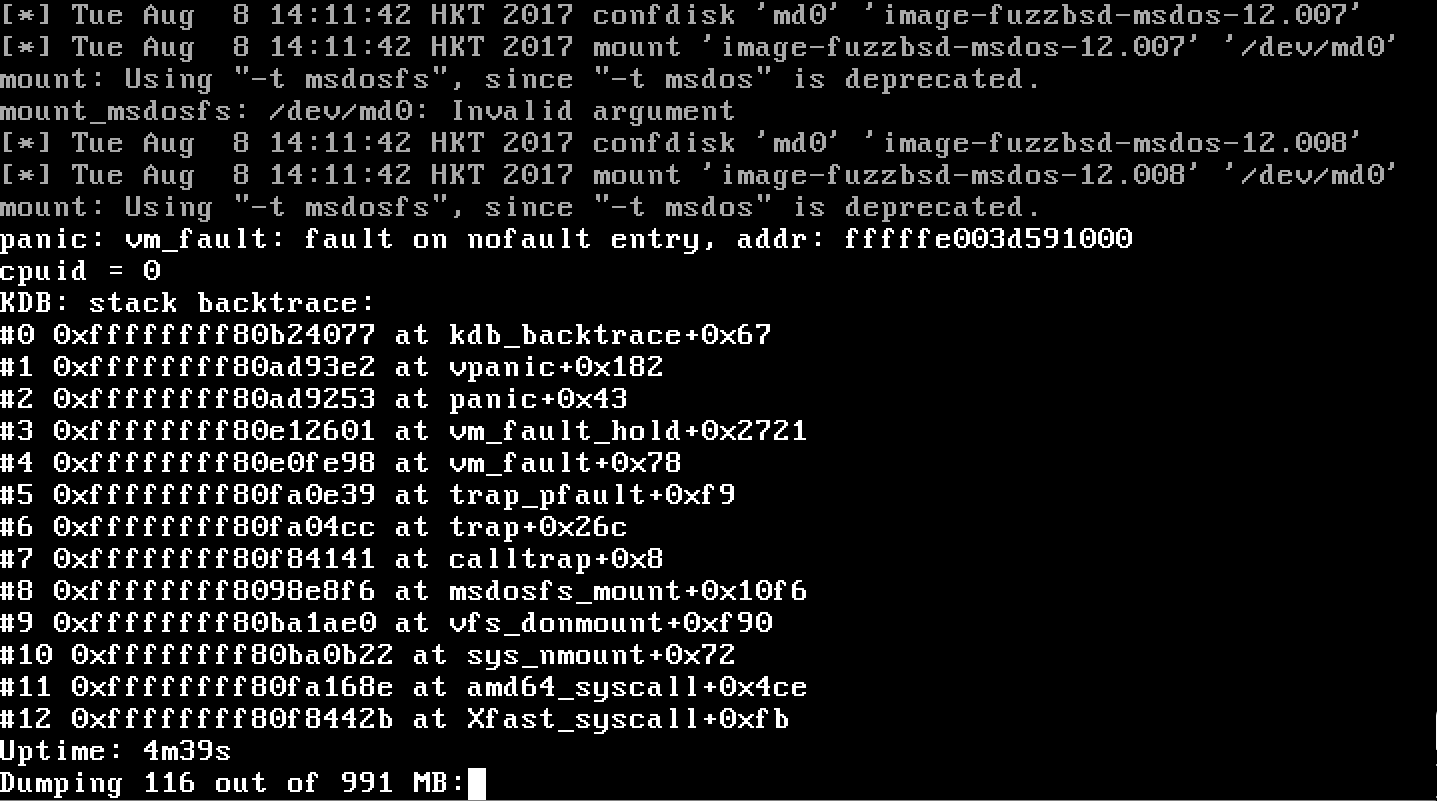 [*] Tue Aug  8 14:11:42 HKT 2017 confdisk 'md0' 'image-fuzzbsd-msdos-12.007'
[*] Tue Aug  8 14:11:42 HKT 2017 mount 'image-fuzzbsd-msdos-12.007' '/dev/md0'
mount: Using "-t msdosfs", since "-t msdos" is deprecated.
mount_msdosfs: /dev/md0: Invalid argument
[*] Tue Aug  8 14:11:42 HKT 2017 confdisk 'md0' 'image-fuzzbsd-msdos-12.008'
[*] Tue Aug  8 14:11:42 HKT 2017 mount 'image-fuzzbsd-msdos-12.008' '/dev/md0'
mount: Using "-t msdosfs", since "-t msdos" is deprecated.
panic: vm_fault: fault on nofault entry, addr: fffffe003d591000
cpuid = 0
KDB: stack backtrace:
#0 0xffffffff80b24077 at kdb_backtrace+0x67
#1 0xffffffff80ad93e2 at vpanic+0x182
#2 0xffffffff80ad9253 at panic+0x43
#3 0xffffffff80e12601 at vm_fault_hold+0x2721
#4 0xffffffff80e0fe98 at vm_fault+0x78
#5 0xffffffff80fa0e39 at trap_pfault+0xf9
#6 0xffffffff80fa04cc at trap+0x26c
#7 0xffffffff80f84141 at calltrap+0x8
#8 0xffffffff8098e8f6 at msdosfs_mount+0x10f6
#9 0xffffffff80ba1ae0 at vfs_donmount+0xf90
#10 0xffffffff80ba0b22 at sys_nmount+0x72
#11 0xffffffff80fa168e at amd64_syscall+0x4ce
#12 0xffffffff80f8442b at Xfast_syscall+0xfb
Uptime: 4m39s
Dumping 116 out of 991 MB: